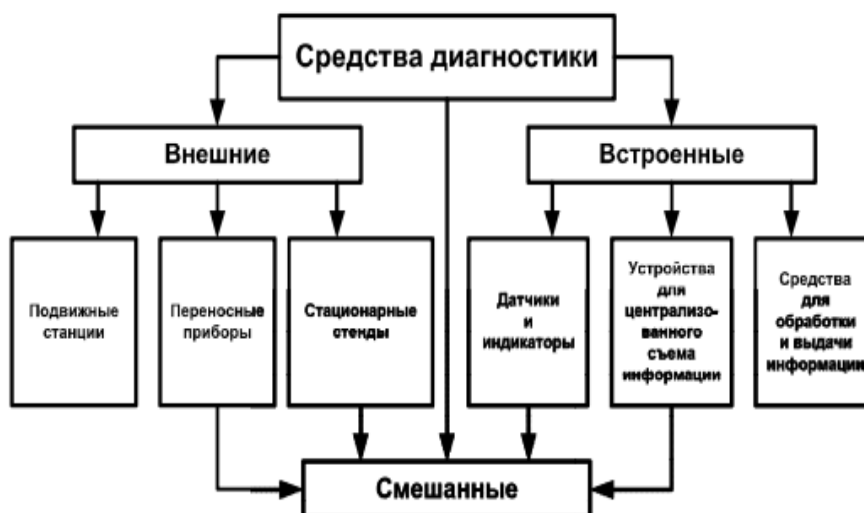 Средства диагностики
Внешние
Встроенные
Подвижные
станции
Переносные
приборы
Стационарные
стенды
Датчики
и
индикаторы
Устройства
для
централизо-
ванного
съема
информации
Средства
для
обработки
и выдачи
информации
Смешанные